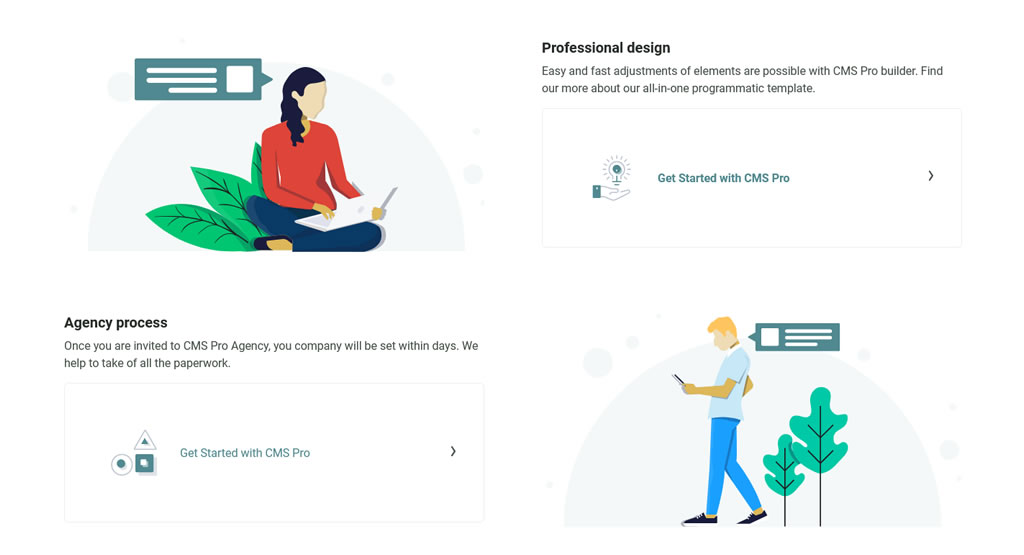 Professional design
Easy and fast adjustments of elements are possible with CMS Pro builder. Find
our more about our all-in-one programmatic template.
Get Started with CMS Pro
Agency process
Once you are invited to CMS Pro Agency, you company will be set within days. We
help to take of all the paperwork.
Get Started with CMS Pro